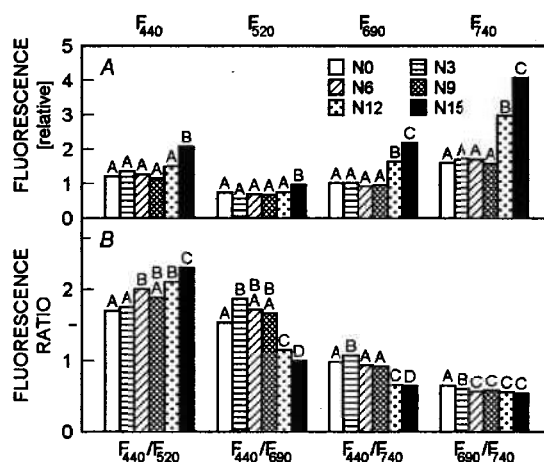 F440 F520 F690 F740
FLUORESCENCE
[relative]
5
4
3
2
1
0
A
N0 N3
N6 N9
N12 N15
A A A A A B
A A A A A B
A A A A B C
A A A A B C
FLUORESCENCE
RATIO
2
1
0
B
B B
A A B A B C
B B
A A A A C D
A B A A C D
A B C C C C
F440/F520 F440/F690 F440/F740 F690/F740